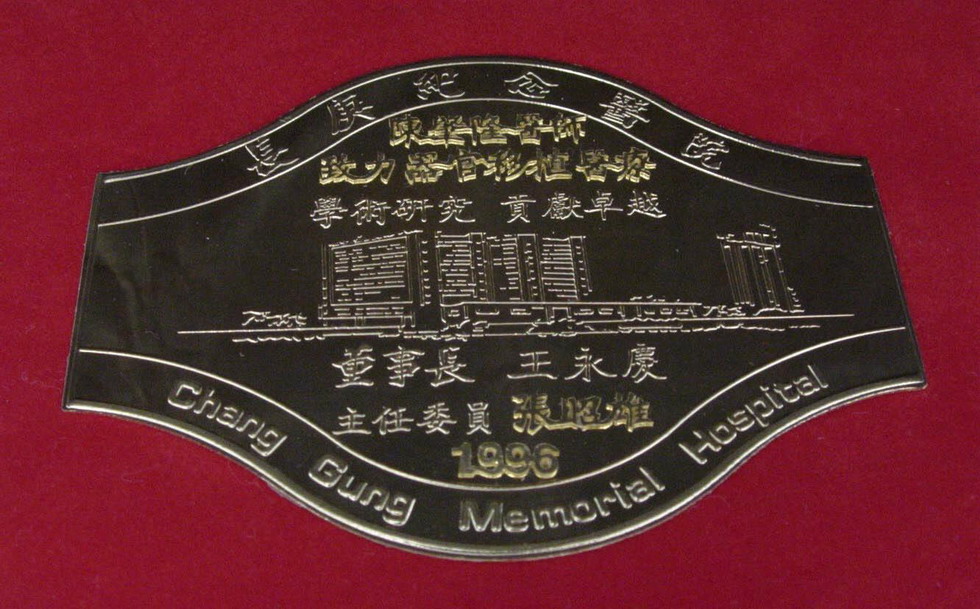 長庚紀念醫院
陳肇隆醫師
致力器官移植醫療
學術研究 貢獻卓越
董事長 王永慶
主任委員 張昭雄
1996
Chang Gung Memorial Hospital